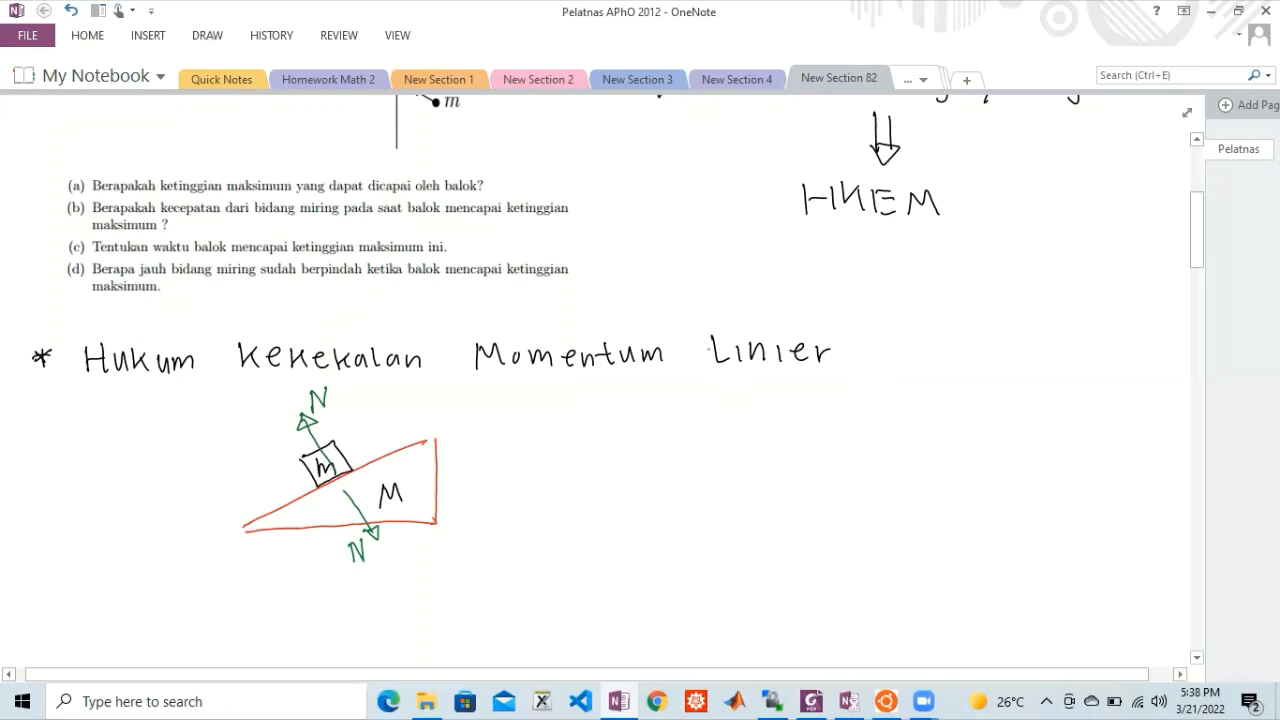 Pelatnas APhO 2012 - OneNote
?
FILE HOME INSERT DRAW HISTORY REVIEW VIEW
My Notebook Quick Notes Homework Math 2 New Section 1 New Section 2 New Section 3 New Section 4 New Section 82 ... + Search (Ctrl+E)
m
Add Pag
Pelatnas
(a) Berapakah ketinggian maksimum yang dapat dicapai oleh balok?
(b) Berapakah kecepatan dari bidang miring pada saat balok mencapai ketinggian
maksimum ?
(c) Tentukan waktu balok mencapai ketinggian maksimum ini.
(d) Berapa jauh bidang miring sudah berpindah ketika balok mencapai ketinggian
maksimum.
HKEM
* Hukum Kekekalan Momentum Linier
N
m
M
N
Type here to search
26°C
5:38 PM
3/21/2022
2